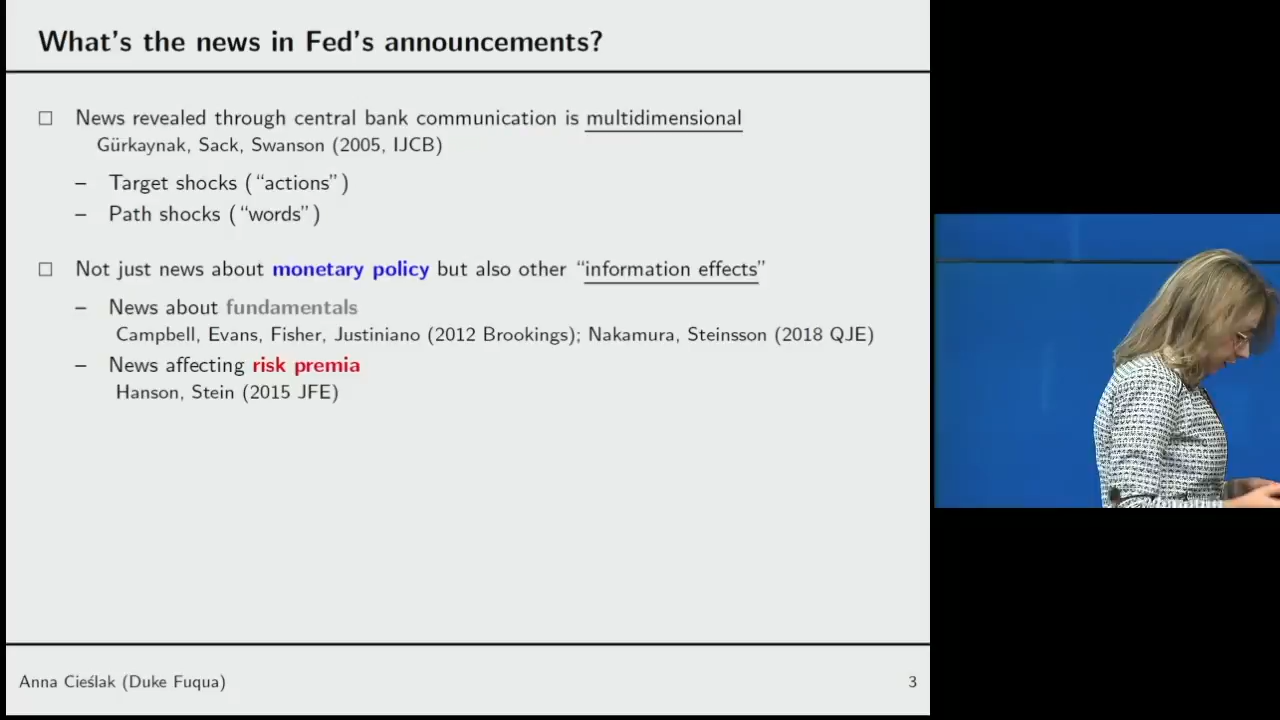 What's the news in Fed's announcements?
□ News revealed through central bank communication is multidimensional
Gürkaynak, Sack, Swanson (2005, IJCB)
– Target shocks (“actions”)
– Path shocks (“words”)
□ Not just news about monetary policy but also other “information effects”
– News about fundamentals
Campbell, Evans, Fisher, Justiniano (2012 Brookings); Nakamura, Steinsson (2018 QJE)
– News affecting risk premia
Hanson, Stein (2015 JFE)
Anna Cieślak (Duke Fuqua) 3